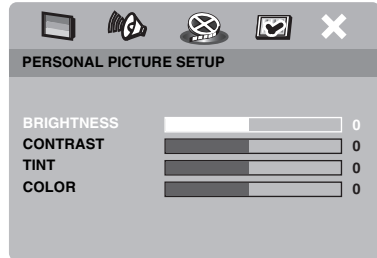 PERSONAL PICTURE SETUP
BRIGHTNESS 0
CONTRAST 0
TINT 0
COLOR 0